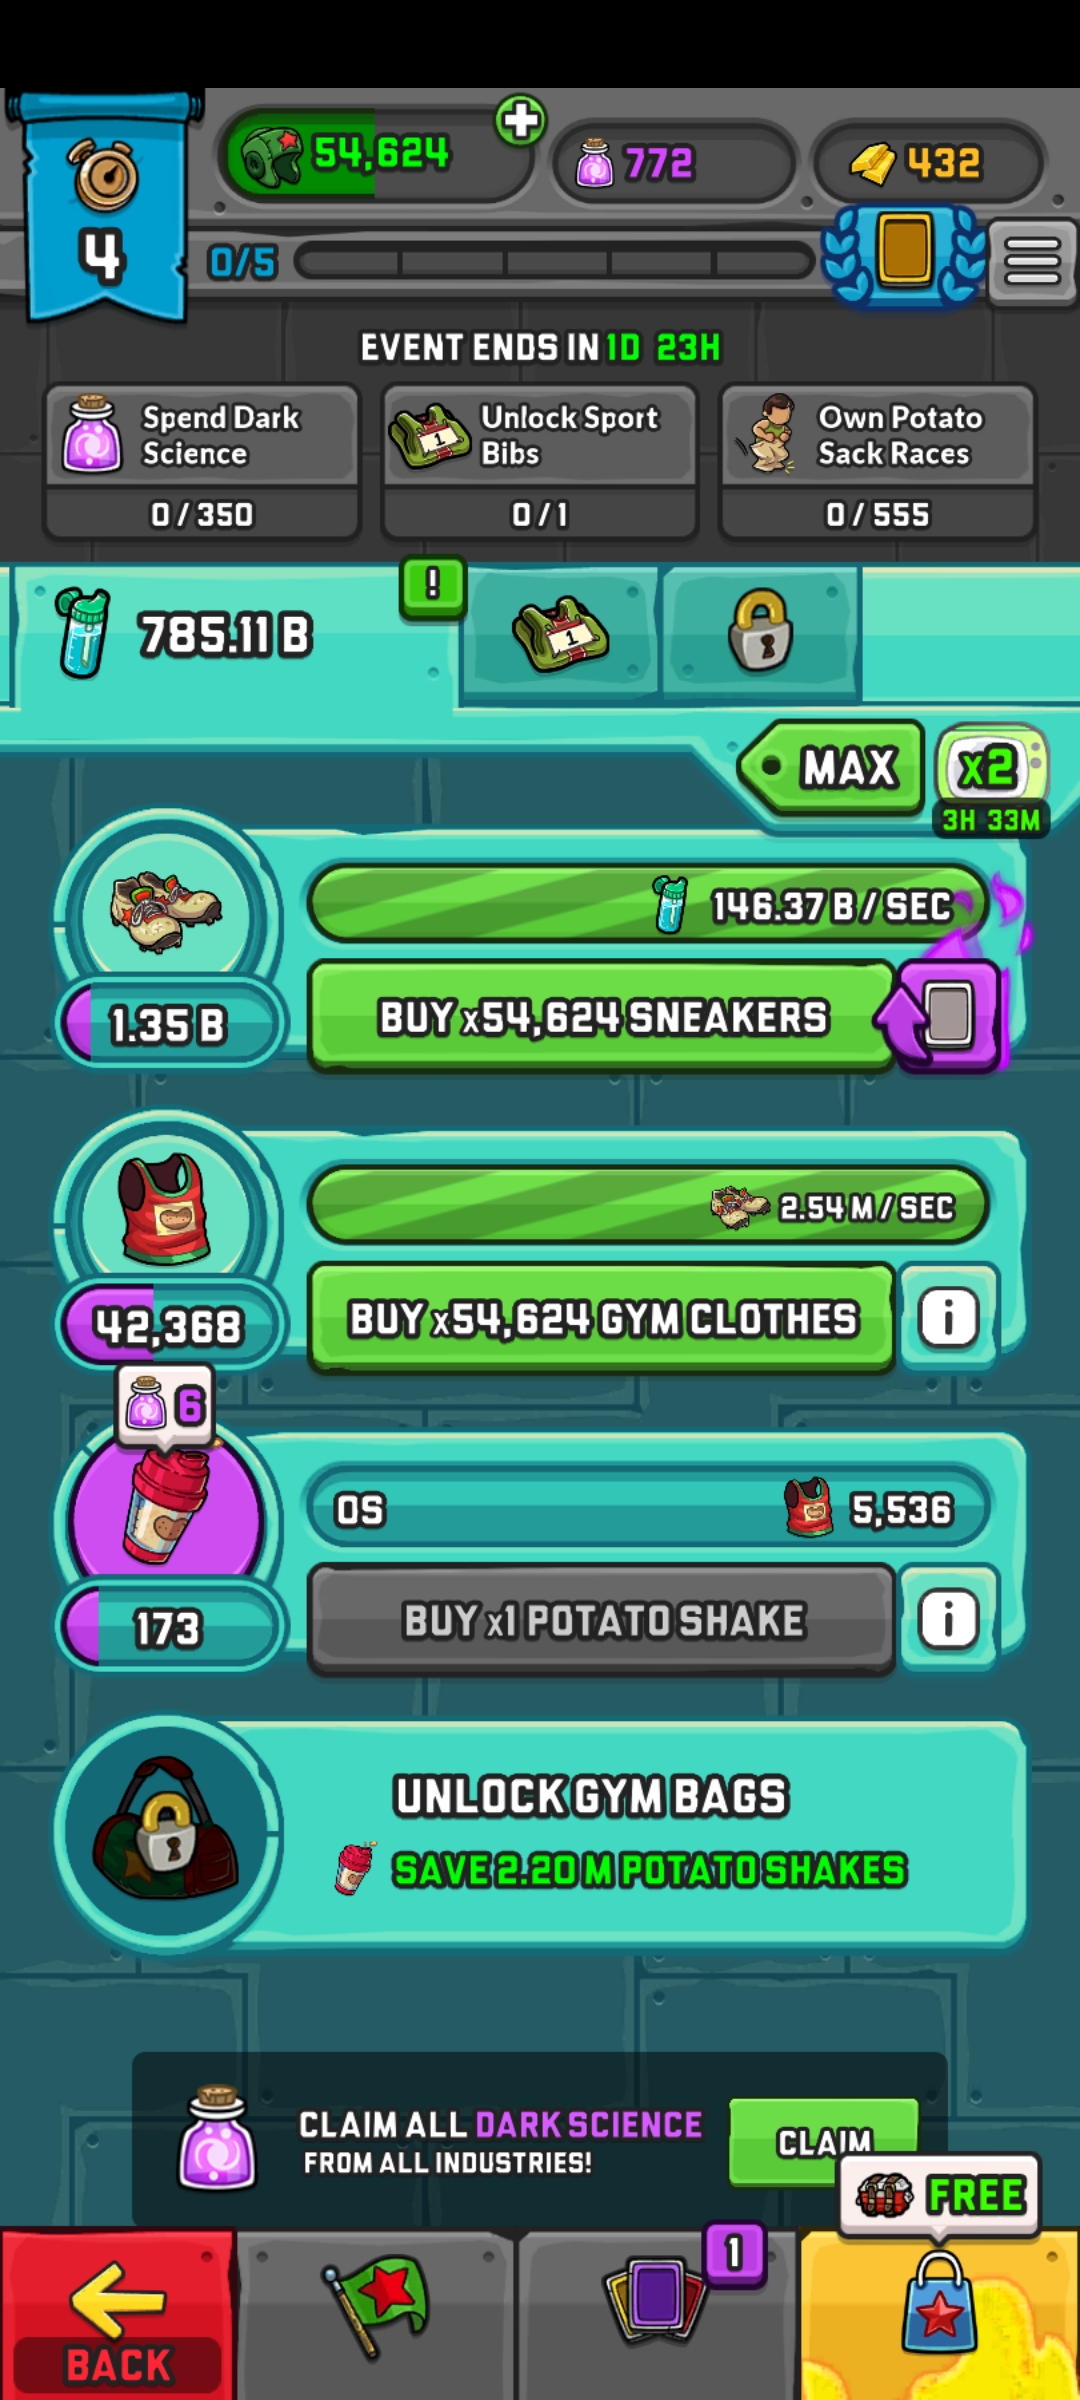 54,624
772
432
4
0/5
EVENT ENDS IN 1D 23H
Spend Dark
Science
0 / 350
Unlock Sport
Bibs
0 / 1
Own Potato
Sack Races
0 / 555
785.11 B
!
1
MAX
x2
3H 33M
146.37 B / SEC
1.35 B
BUY x54,624 SNEAKERS
2.54 M / SEC
42,368
BUY x54,624 GYM CLOTHES
i
6
0S
5,536
173
BUY x1 POTATO SHAKE
i
UNLOCK GYM BAGS
SAVE 2.20 M POTATO SHAKES
CLAIM ALL DARK SCIENCE
FROM ALL INDUSTRIES!
CLAIM
FREE
1
BACK